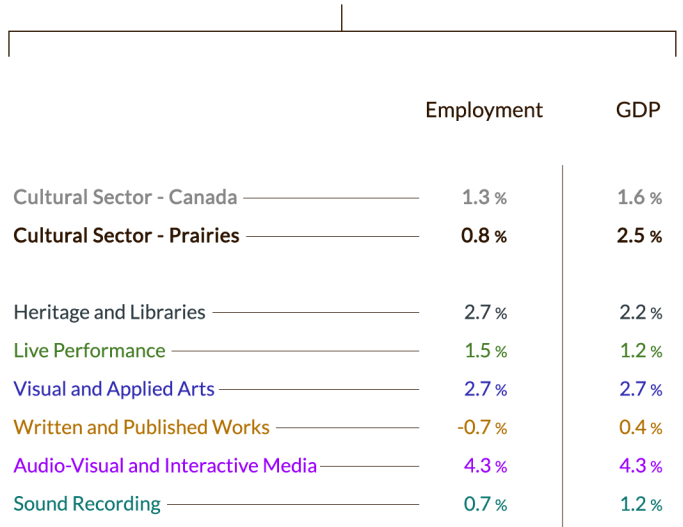 Employment GDP
Cultural Sector - Canada 1.3 % 1.6 %
Cultural Sector - Prairies 0.8 % 2.5 %
Heritage and Libraries 2.7 % 2.2 %
Live Performance 1.5 % 1.2 %
Visual and Applied Arts 2.7 % 2.7 %
Written and Published Works -0.7 % 0.4 %
Audio-Visual and Interactive Media 4.3 % 4.3 %
Sound Recording 0.7 % 1.2 %